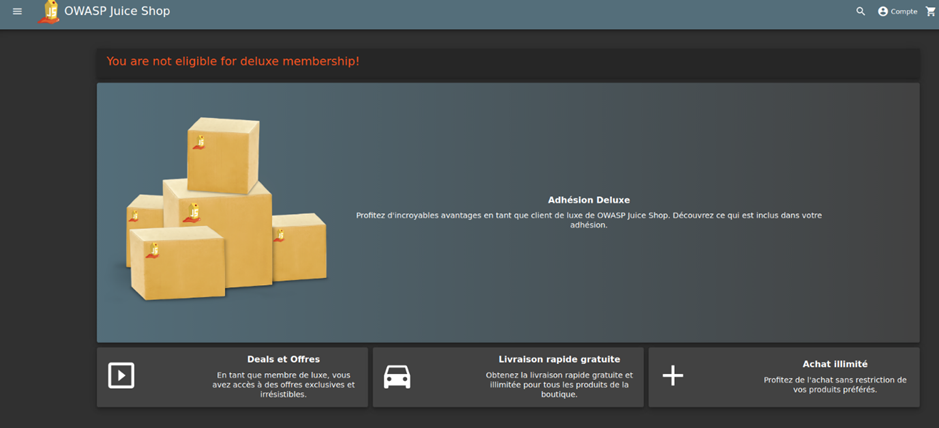 OWASP Juice Shop
Compte
You are not eligible for deluxe membership!
Adhésion Deluxe
Profitez d'incroyables avantages en tant que client de luxe de OWASP Juice Shop. Découvrez ce qui est inclus dans votre
adhésion.
Deals et Offres
En tant que membre de luxe, vous
avez accès à des offres exclusives et
irrésistibles.
Livraison rapide gratuite
Obtenez la livraison rapide gratuite et
illimitée pour tous les produits de la
boutique.
Achat illimité
Profitez de l'achat sans restriction de
vos produits préférés.